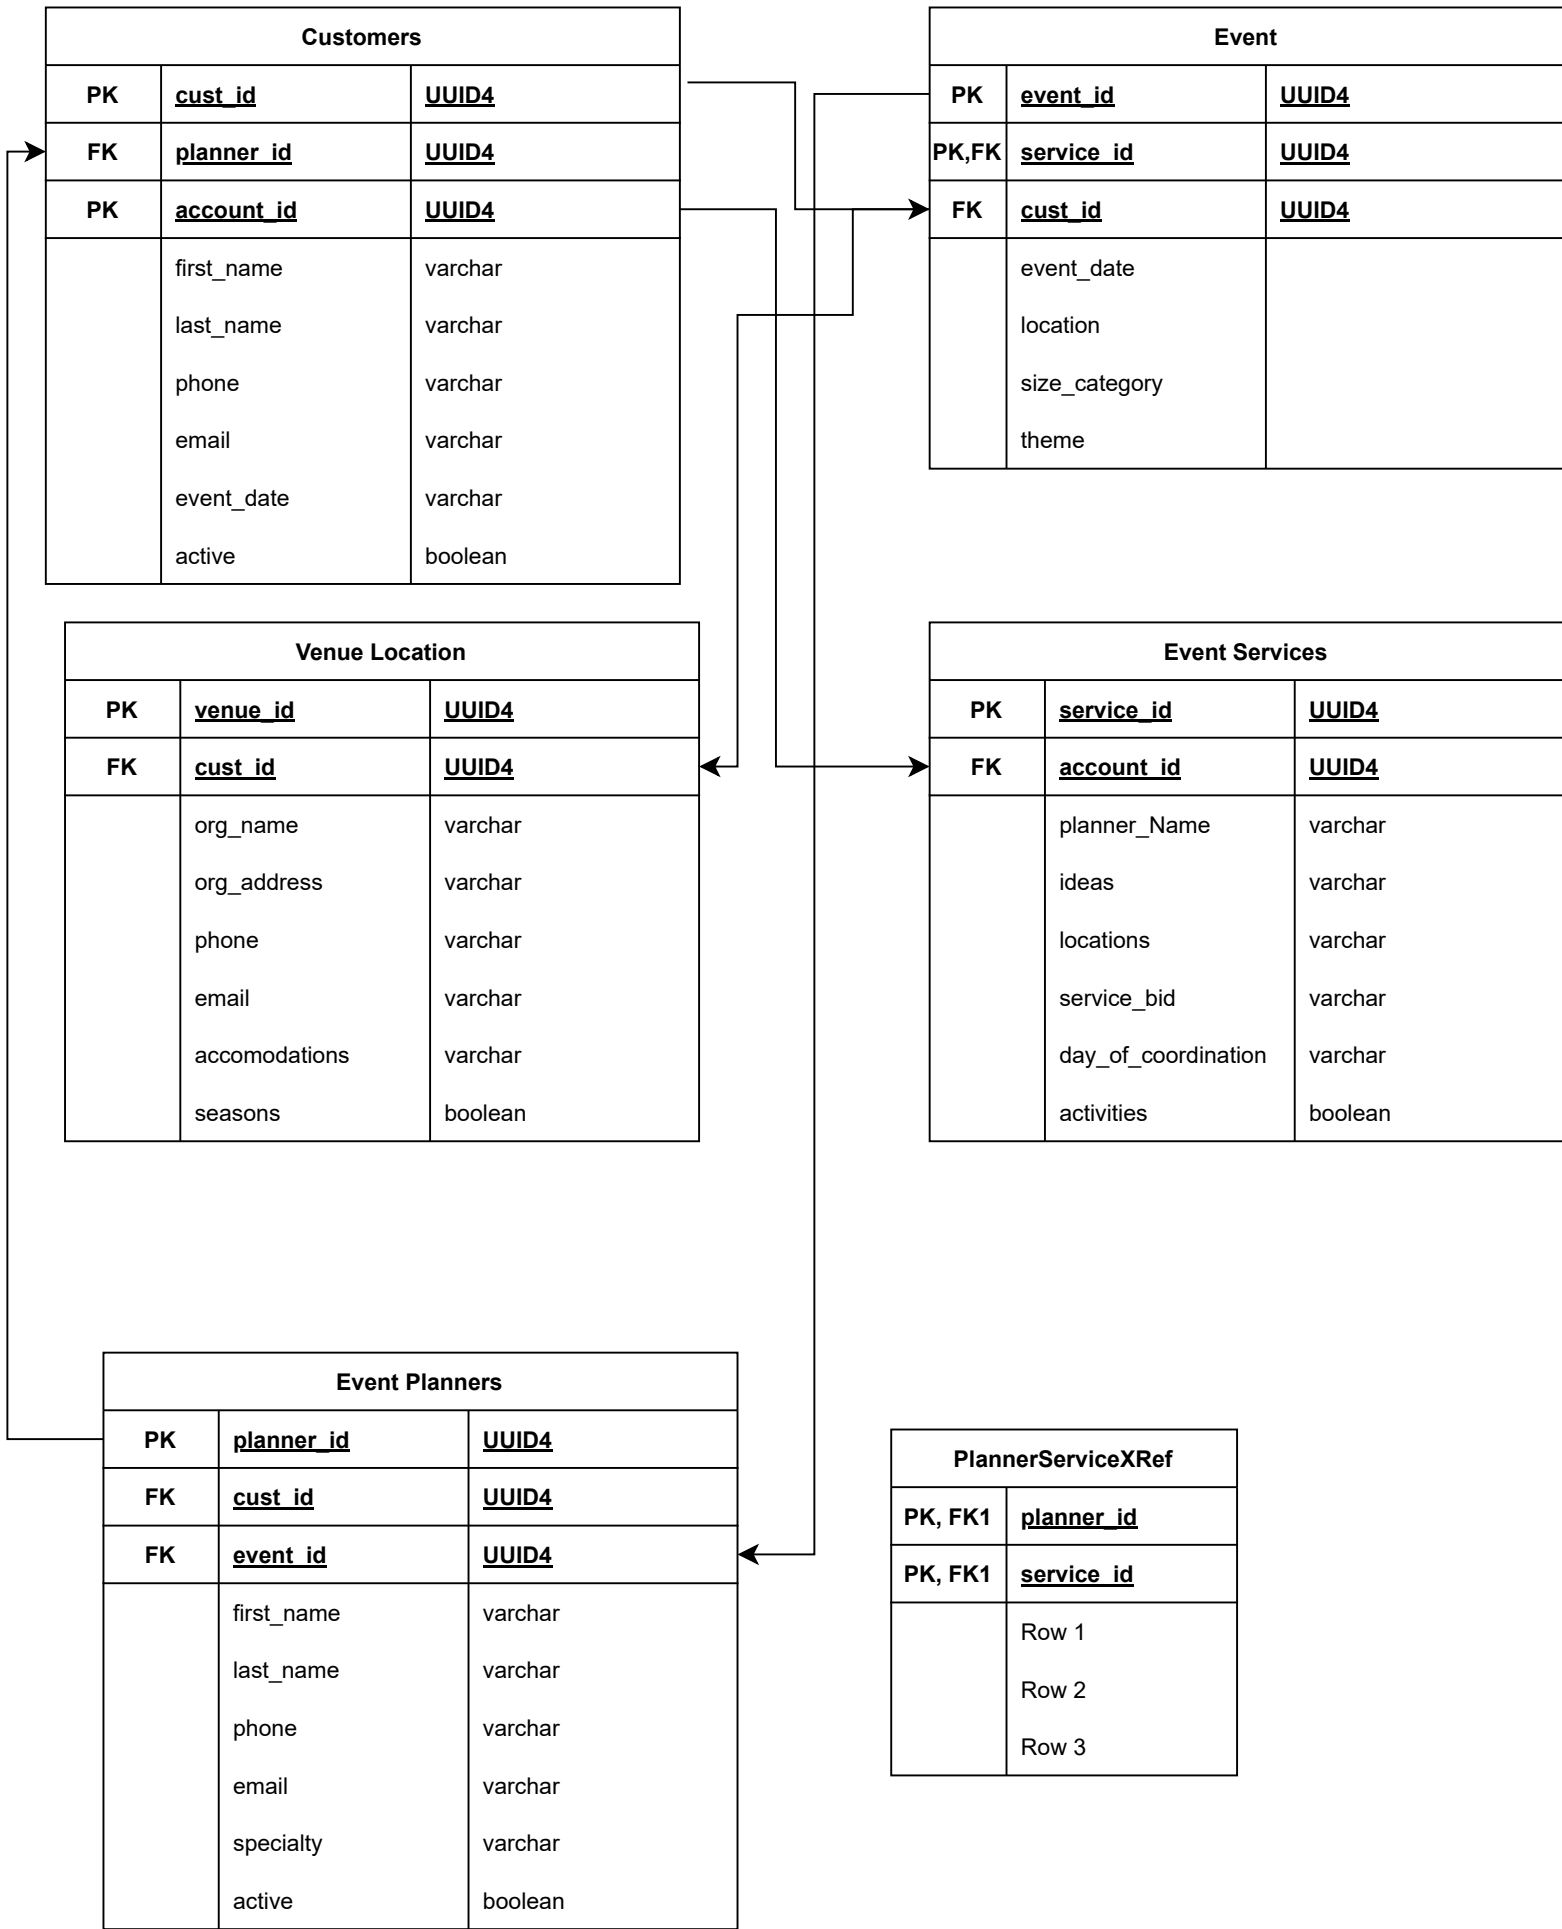 Customers
PK cust_id UUID4
FK planner_id UUID4
PK account_id UUID4
first_name varchar
last_name varchar
phone varchar
email varchar
event_date varchar
active boolean
Event
PK event_id UUID4
PK,FK service_id UUID4
FK cust_id UUID4
event_date
location
size_category
theme
Venue Location
PK venue_id UUID4
FK cust_id UUID4
org_name varchar
org_address varchar
phone varchar
email varchar
accomodations varchar
seasons boolean
Event Services
PK service_id UUID4
FK account_id UUID4
planner_Name varchar
ideas varchar
locations varchar
service_bid varchar
day_of_coordination varchar
activities boolean
Event Planners
PK planner_id UUID4
FK cust_id UUID4
FK event_id UUID4
first_name varchar
last_name varchar
phone varchar
email varchar
specialty varchar
active boolean
PlannerServiceXRef
PK, FK1 planner_id
PK, FK1 service_id
Row 1
Row 2
Row 3